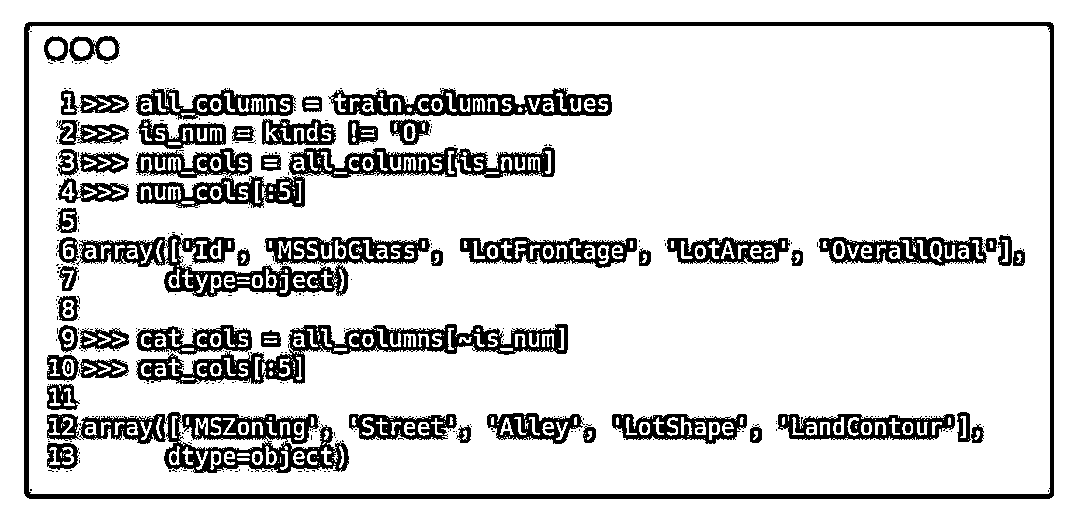 1 >>> all_columns = train.columns.values
2 >>> is_num = kinds != 'O'
3 >>> num_cols = all_columns[is_num]
4 >>> num_cols[:5]
5
6 array(['Id', 'MSSubClass', 'LotFrontage', 'LotArea', 'OverallQual'],
7       dtype=object)
8
9 >>> cat_cols = all_columns[~is_num]
10 >>> cat_cols[:5]
11
12 array(['MSZoning', 'Street', 'Alley', 'LotShape', 'LandContour'],
13       dtype=object)